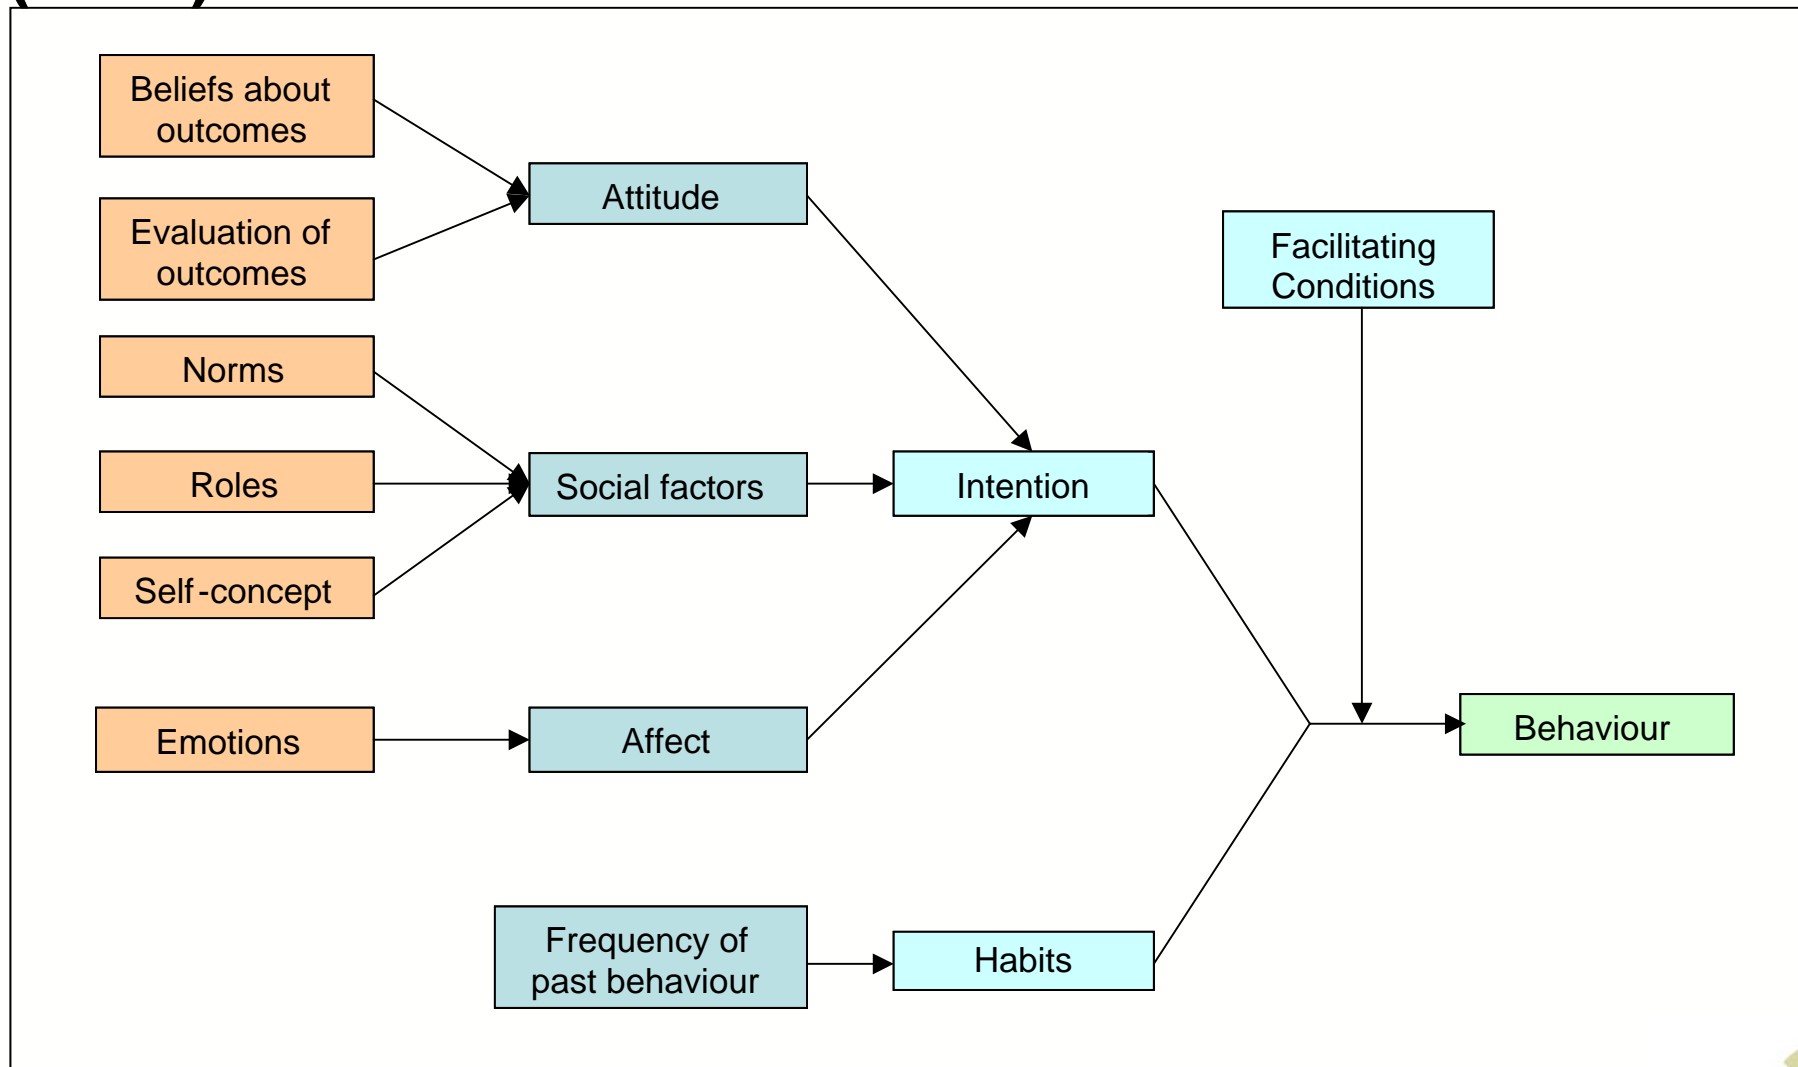 Beliefs about
outcomes
Evaluation of
outcomes
Attitude
Facilitating
Conditions
Norms
Roles
Social factors
Intention
Self-concept
Emotions
Affect
Behaviour
Frequency of
past behaviour
Habits